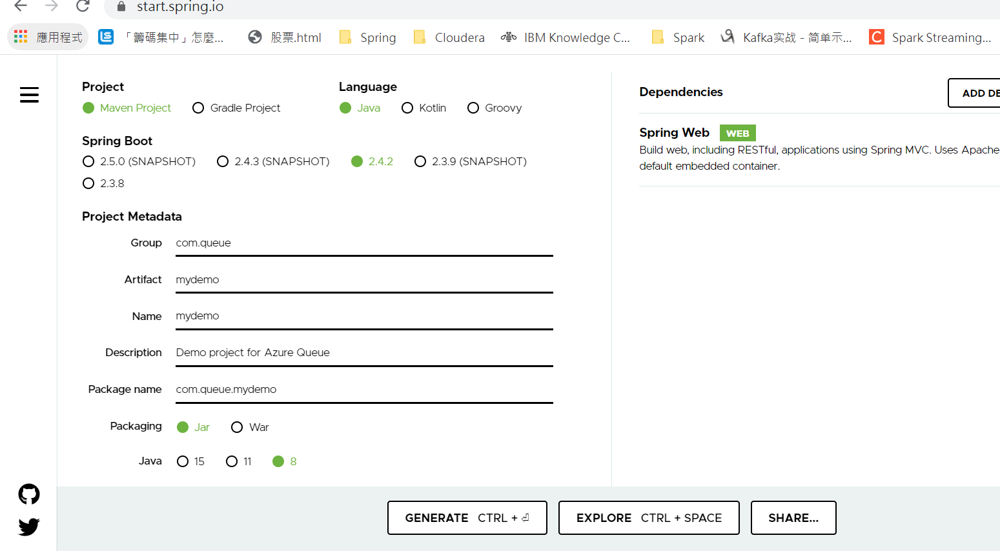 start.spring.io
應用程式 「籌碼集中」怎麼... 股票.html Spring Cloudera IBM Knowledge C... Spark Kafka实战 - 简单示... Spark Streaming...
Project
Maven Project Gradle Project
Language
Java Kotlin Groovy
Spring Boot
2.5.0 (SNAPSHOT) 2.4.3 (SNAPSHOT) 2.4.2 2.3.9 (SNAPSHOT)
2.3.8
Project Metadata
Group com.queue
Artifact mydemo
Name mydemo
Description Demo project for Azure Queue
Package name com.queue.mydemo
Packaging Jar War
Java 15 11 8
Dependencies ADD DE
Spring Web WEB
Build web, including RESTful, applications using Spring MVC. Uses Apache
default embedded container.
GENERATE CTRL + ⏎ EXPLORE CTRL + SPACE SHARE...